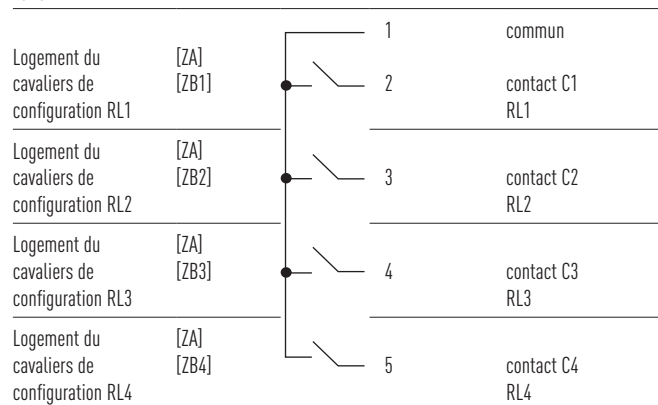 1 commun
Logement du [ZA]
cavaliers de [ZB1] 2 contact C1
configuration RL1 RL1
Logement du [ZA]
cavaliers de [ZB2] 3 contact C2
configuration RL2 RL2
Logement du [ZA]
cavaliers de [ZB3] 4 contact C3
configuration RL3 RL3
Logement du [ZA]
cavaliers de [ZB4] 5 contact C4
configuration RL4 RL4